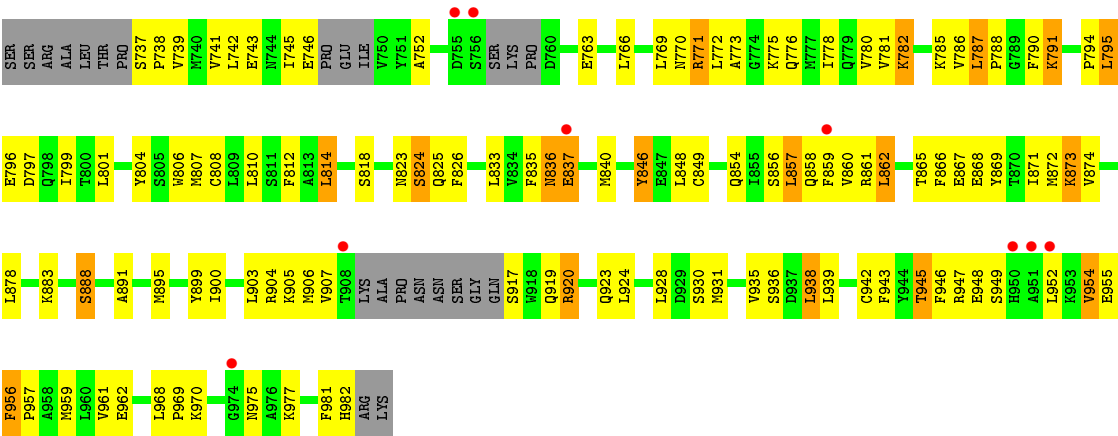 SER SER ARG ALA LEU THR PRO S737 P738 V739 M740 V741 L742 E743 N744 I745 E746 PRO GLU ILE V750 Y751 A752 D755 S756 SER LYS PRO D760 E763 L766 L769 N770 R771 L772 A773 G774 K775 Q776 M777 I778 Q779 V780 V781 K782 K785 V786 L787 P788 G789 F790 K791 P794 L795
E796 D797 Q798 I799 T800 L801 Y804 S805 W806 M807 C808 L809 L810 S811 F812 A813 L814 S818 N823 S824 Q825 F826 L833 V834 F835 N836 E837 M840 Y846 E847 L848 C849 Q854 I855 S856 L857 Q858 F859 V860 R861 L862 T865 F866 E867 E868 Y869 T870 I871 M872 K873 V874
L878 K883 S888 A891 M895 Y899 I900 L903 R904 K905 M906 V907 T908 LYS ALA PRO ASN ASN SER GLY GLN S917 W918 Q919 R920 Q923 L924 L928 D929 S930 M931 V935 S936 D937 L938 L939 C942 F943 Y944 T945 F946 R947 E948 S949 H950 A951 L952 K953 V954 E955
F956 P957 A958 M959 L960 V961 E962 L968 P969 K970 G974 N975 A976 K977 F981 H982 ARG LYS